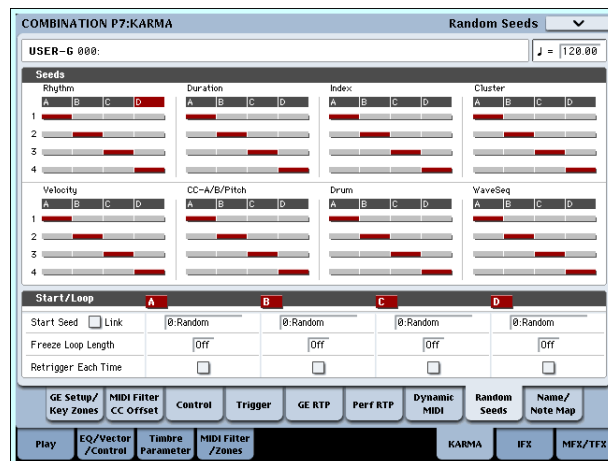 COMBINATION P7:KARMA Random Seeds
USER-G 000: ♩ = 120.00
Seeds
Rhythm Duration Index Cluster
A B C D A B C D A B C D A B C D
1
2
3
4
Velocity CC-A/B/Pitch Drum WaveSeq
A B C D A B C D A B C D A B C D
1
2
3
4
Start/Loop A B C D
Start Seed Link 0:Random 0:Random 0:Random 0:Random
Freeze Loop Length Off Off Off Off
Retrigger Each Time
GE Setup/ Key Zones MIDI Filter CC Offset Control Trigger GE RTP Perf RTP Dynamic MIDI Random Seeds Name/ Note Map
Play EQ/Vector /Control Timbre Parameter MIDI Filter /Zones KARMA IFX MFX/TFX